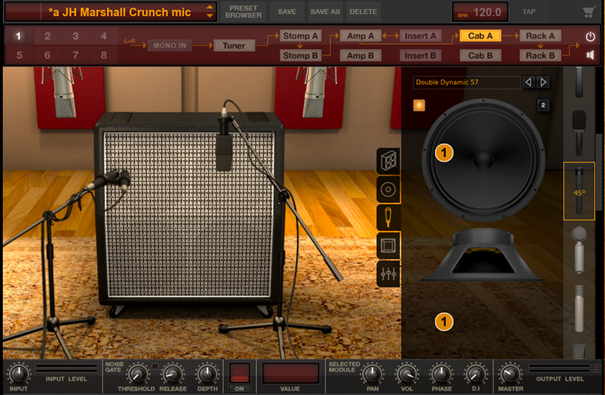 *a JH Marshall Crunch mic
PRESET BROWSER SAVE SAVE AS DELETE BPM 120.0 TAP
1 2 3 4
5 6 7 8
L+R MONO IN Tuner
Stomp A Amp A Insert A Cab A Rack A
Stomp B Amp B Insert B Cab B Rack B
Double Dynamic 57
1 2
1
45°
1
INPUT INPUT LEVEL
NOISE GATE THRESHOLD RELEASE DEPTH
ON VALUE
SELECTED MODULE PAN VOL PHASE D.I
MASTER OUTPUT LEVEL